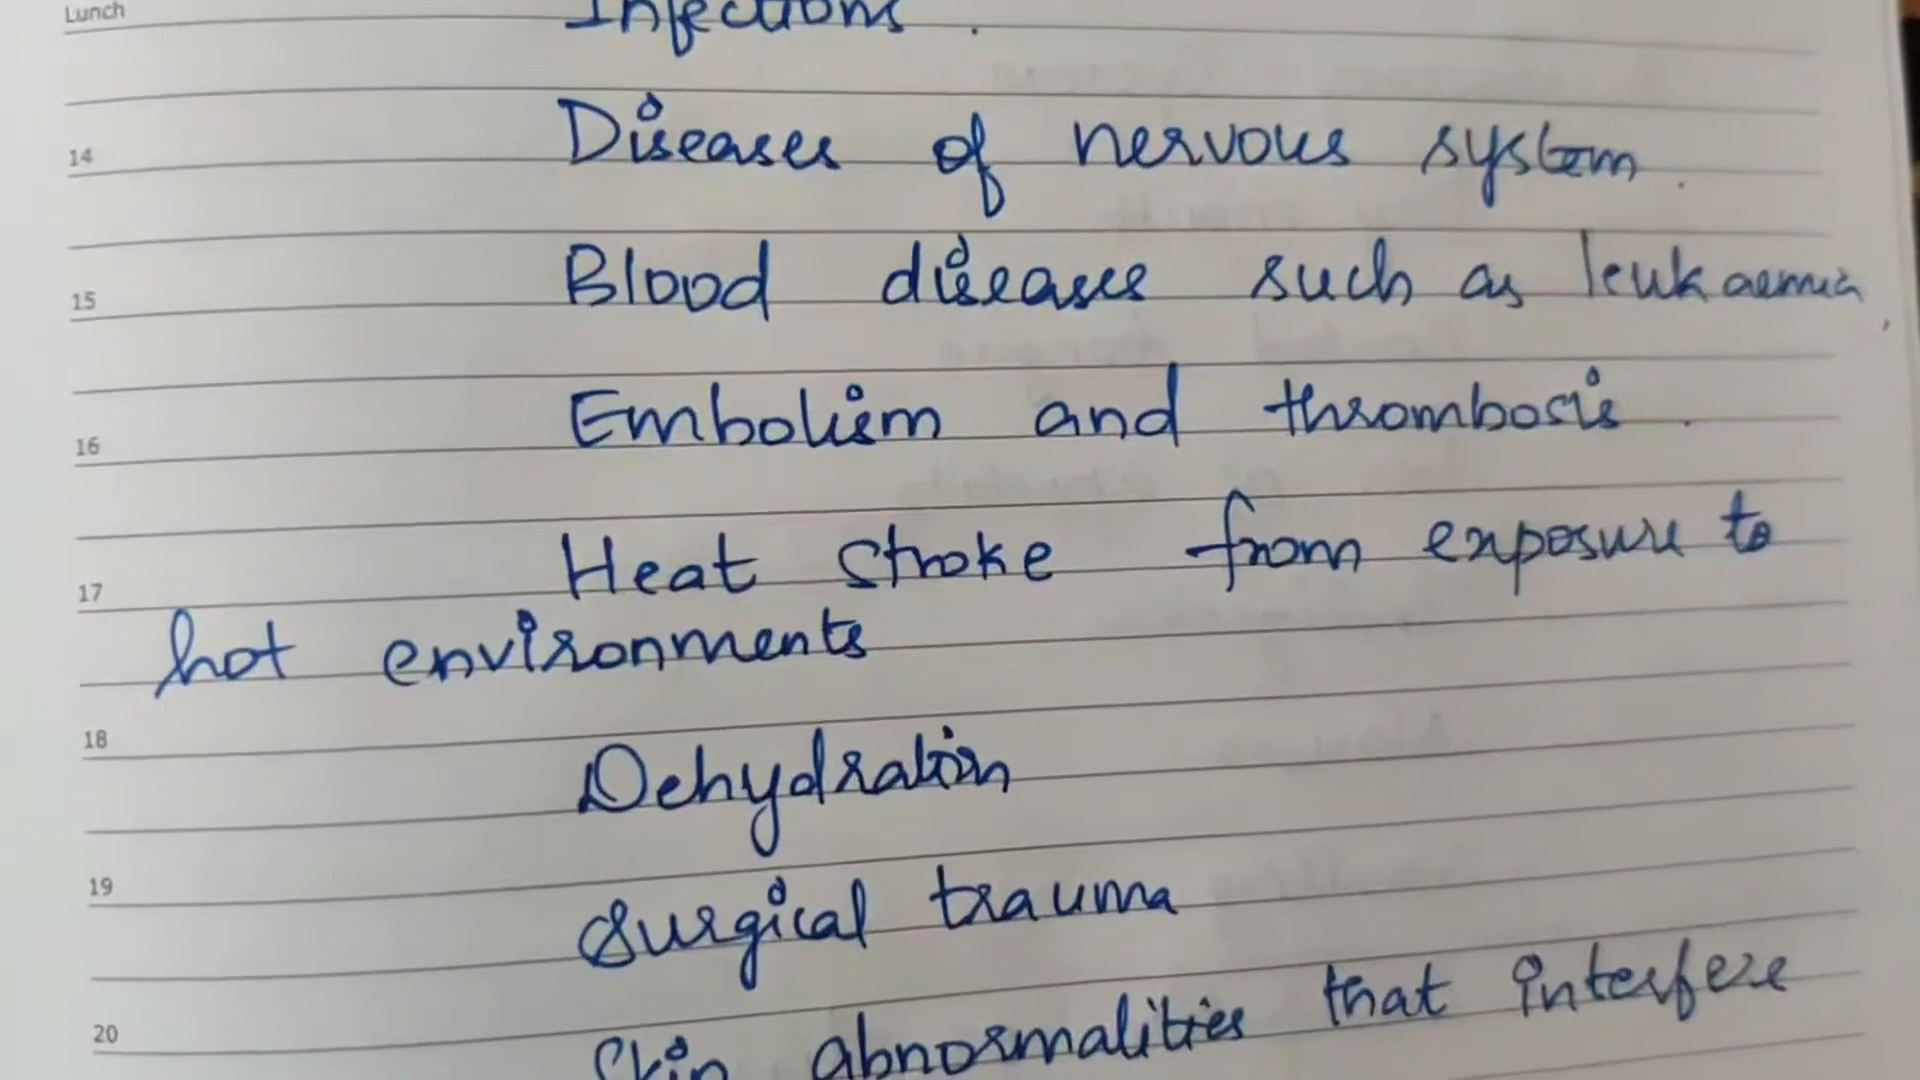 Lunch
Infections.
14
Diseases of nervous system.
15
Blood diseases such as leukaemia,
16
Embolism and thrombosis.
17
Heat stroke from exposure to
hot environments
18
Dehydration
19
Surgical trauma
20
Skin abnormalities that interfere